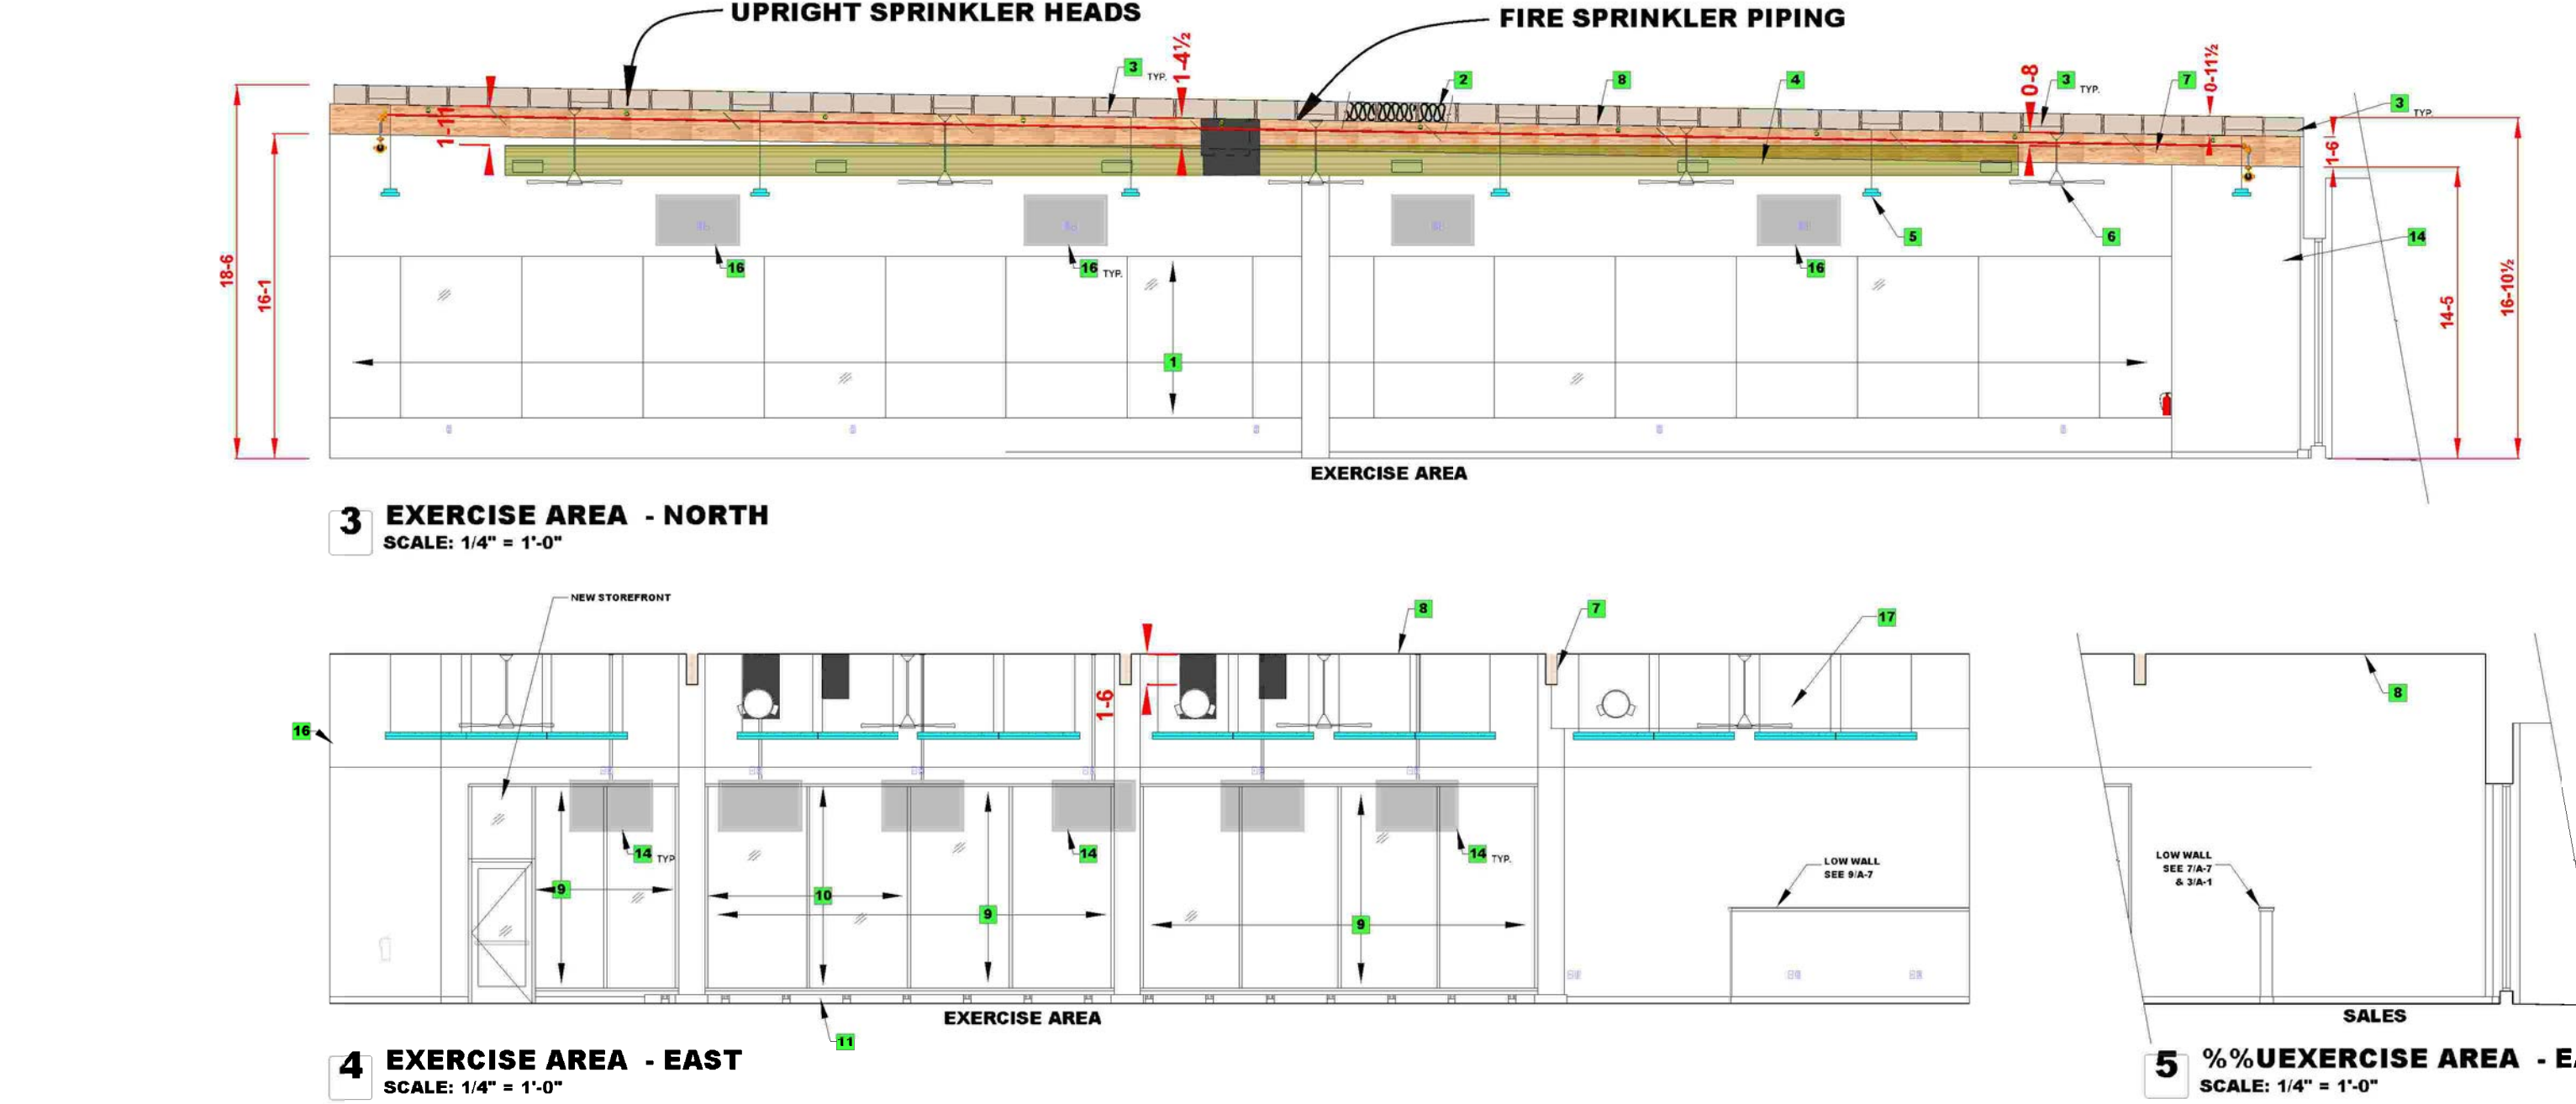 UPRIGHT SPRINKLER HEADS
FIRE SPRINKLER PIPING
3 TYP.
1-4½
2
8
4
0-8
3 TYP.
7
0-11½
3 TYP.
1-11
1-6
18-6
16-1
16
16 TYP.
16
5
6
14
14-5
16-10½
1
EXERCISE AREA
3 EXERCISE AREA - NORTH
SCALE: 1/4" = 1'-0"
NEW STOREFRONT
8
7
17
1-6
16
8
14 TYP
14
14 TYP.
9
10
9
9
LOW WALL
SEE 9/A-7
LOW WALL
SEE 7/A-7
& 3/A-1
EXERCISE AREA
11
SALES
4 EXERCISE AREA - EAST
SCALE: 1/4" = 1'-0"
5 %%UEXERCISE AREA - EA
SCALE: 1/4" = 1'-0"